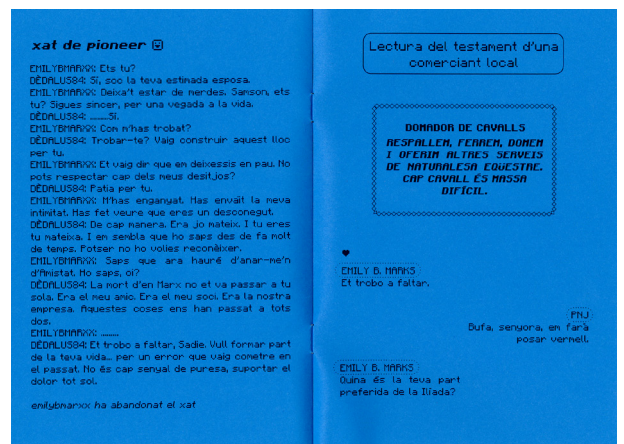 xat de pioneer
EMILYBMARXX: Ets tu?
DÈDALUS84: Sí, soc la teva estimada esposa.
EMILYBMARXX: Deixa't estar de merdes. Samson, ets
tu? Sigues sincer, per una vegada a la vida.
DÈDALUS84: .........Sí.
EMILYBMARXX: Com m'has trobat?
DÈDALUS84: Trobar-te? Vaig construir aquest lloc
per tu.
EMILYBMARXX: Et vaig dir que em deixessis en pau. No
pots respectar cap dels meus desitjos?
DÈDALUS84: Patia per tu.
EMILYBMARXX: M'has enganyat. Has envaït la meva
intimitat. Has fet veure que eres un desconegut.
DÈDALUS84: De cap manera. Era jo mateix. I tu eres
tu mateixa. I em sembla que ho saps des de fa molt
de temps. Potser no ho volies reconèixer.
EMILYBMARXX: Saps que ara hauré d'anar-me'n
d'Amistat. Ho saps, oi?
DÈDALUS84: La mort d'en Marx no et va passar a tu
sola. Era el meu amic. Era el meu soci. Era la nostra
empresa. Aquestes coses ens han passat a tots
dos.
EMILYBMARXX: .........
DÈDALUS84: Et trobo a faltar, Sadie. Vull formar part
de la teva vida... per un error que vaig cometre en
el passat. No és cap senyal de puresa, suportar el
dolor tot sol.
emilybmarxx ha abandonat el xat
Lectura del testament d'una
comerciant local
DOMADOR DE CAVALLS
RESPALLEM, FERREM, DOMEM
I OFERIM ALTRES SERVEIS
DE NATURALESA EQÜESTRE.
CAP CAVALL ÉS MASSA
DIFÍCIL.
♥
EMILY B. MARKS
Et trobo a faltar.
PNJ
Bufa, senyora, em farà
posar vermell.
EMILY B. MARKS
Quina és la teva part
preferida de la Ilíada?